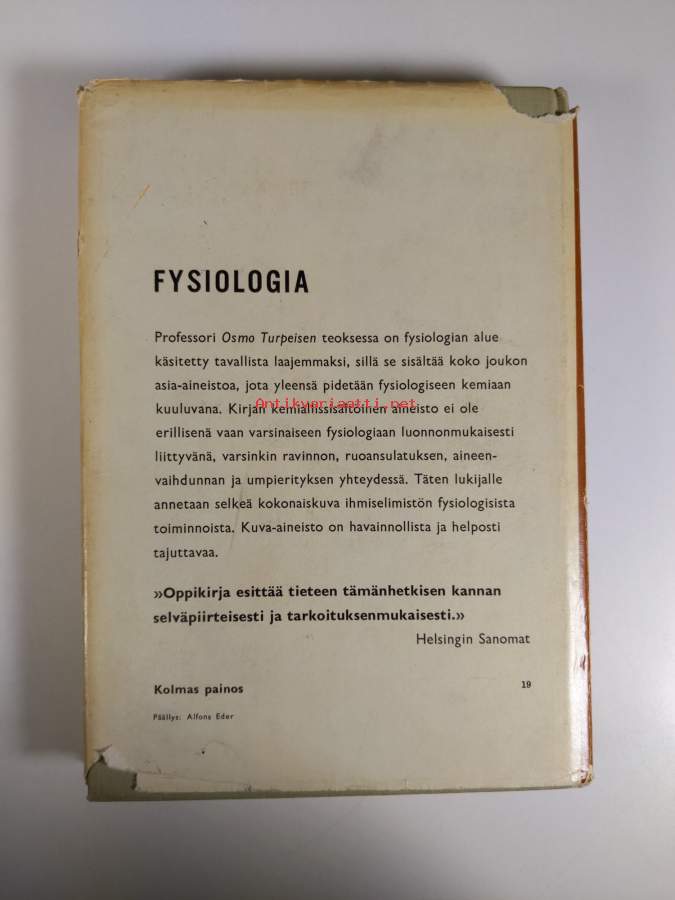 FYSIOLOGIA
Professori Osmo Turpeisen teoksessa on fysiologian alue
käsitetty tavallista laajemmaksi, sillä se sisältää koko joukon
asia-aineistoa, jota yleensä pidetään fysiologiseen kemiaan
kuuluvana. Kirjan kemiallissisältöinen aineisto ei ole
Antikvariaatti.net
erillisenä vaan varsinaiseen fysiologiaan luonnonmukaisesti
liittyvänä, varsinkin ravinnon, ruoansulatuksen, aineen-
vaihdunnan ja umpierityksen yhteydessä. Täten lukijalle
annetaan selkeä kokonaiskuva ihmiselimistön fysiologisista
toiminnoista. Kuva-aineisto on havainnollista ja helposti
tajuttavaa.
»Oppikirja esittää tieteen tämänhetkisen kannan
selväpiirteisesti ja tarkoituksenmukaisesti.»
Helsingin Sanomat
Kolmas painos 19
Päällys: Alfons Eder